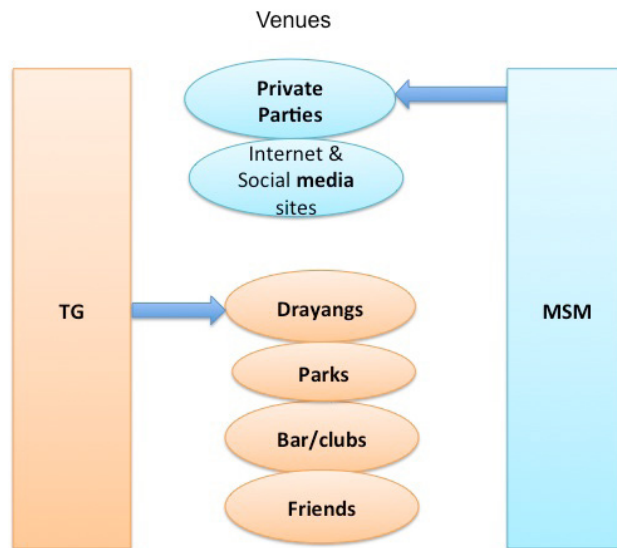 Venues
Private
Parties
Internet &
Social media
sites
TG
Drayangs
MSM
Parks
Bar/clubs
Friends